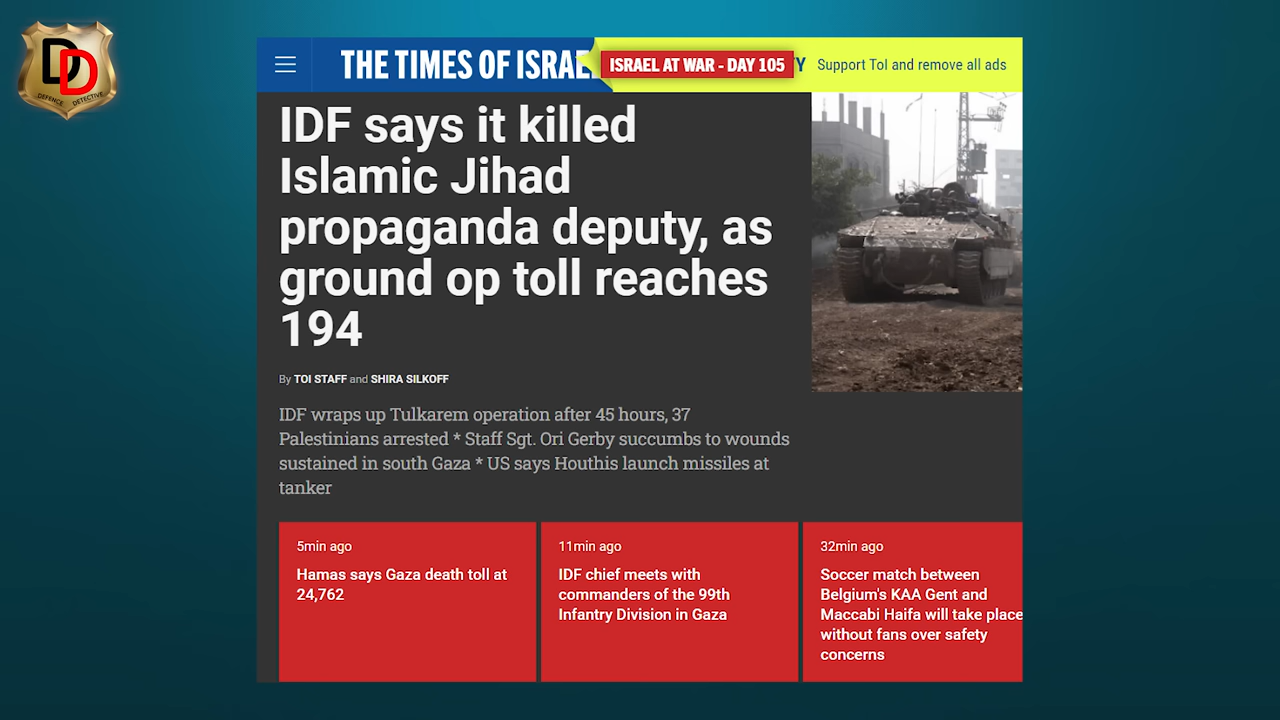 DD
DEFENCE DETECTIVE
THE TIMES OF ISRAE
ISRAEL AT WAR - DAY 105
Y
Support ToI and remove all ads
IDF says it killed
Islamic Jihad
propaganda deputy, as
ground op toll reaches
194
By TOI STAFF and SHIRA SILKOFF
IDF wraps up Tulkarem operation after 45 hours, 37
Palestinians arrested * Staff Sgt. Ori Gerby succumbs to wounds
sustained in south Gaza * US says Houthis launch missiles at
tanker
5min ago
Hamas says Gaza death toll at
24,762
11min ago
IDF chief meets with
commanders of the 99th
Infantry Division in Gaza
32min ago
Soccer match between
Belgium's KAA Gent and
Maccabi Haifa will take place
without fans over safety
concerns